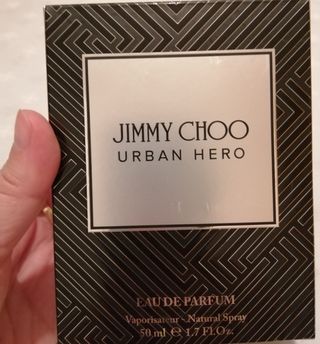 JIMMY CHOO
URBAN HERO
EAU DE PARFUM
Vaporisateur - Natural Spray
50 ml ℮ 1.7 FL.Oz.